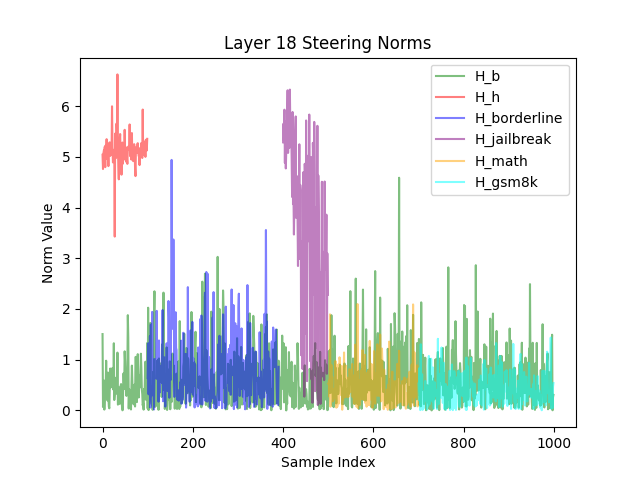 Layer 18 Steering Norms
H_b
H_h
H_borderline
H_jailbreak
H_math
H_gsm8k
Norm Value
6
5
4
3
2
1
0
0 200 400 600 800 1000
Sample Index